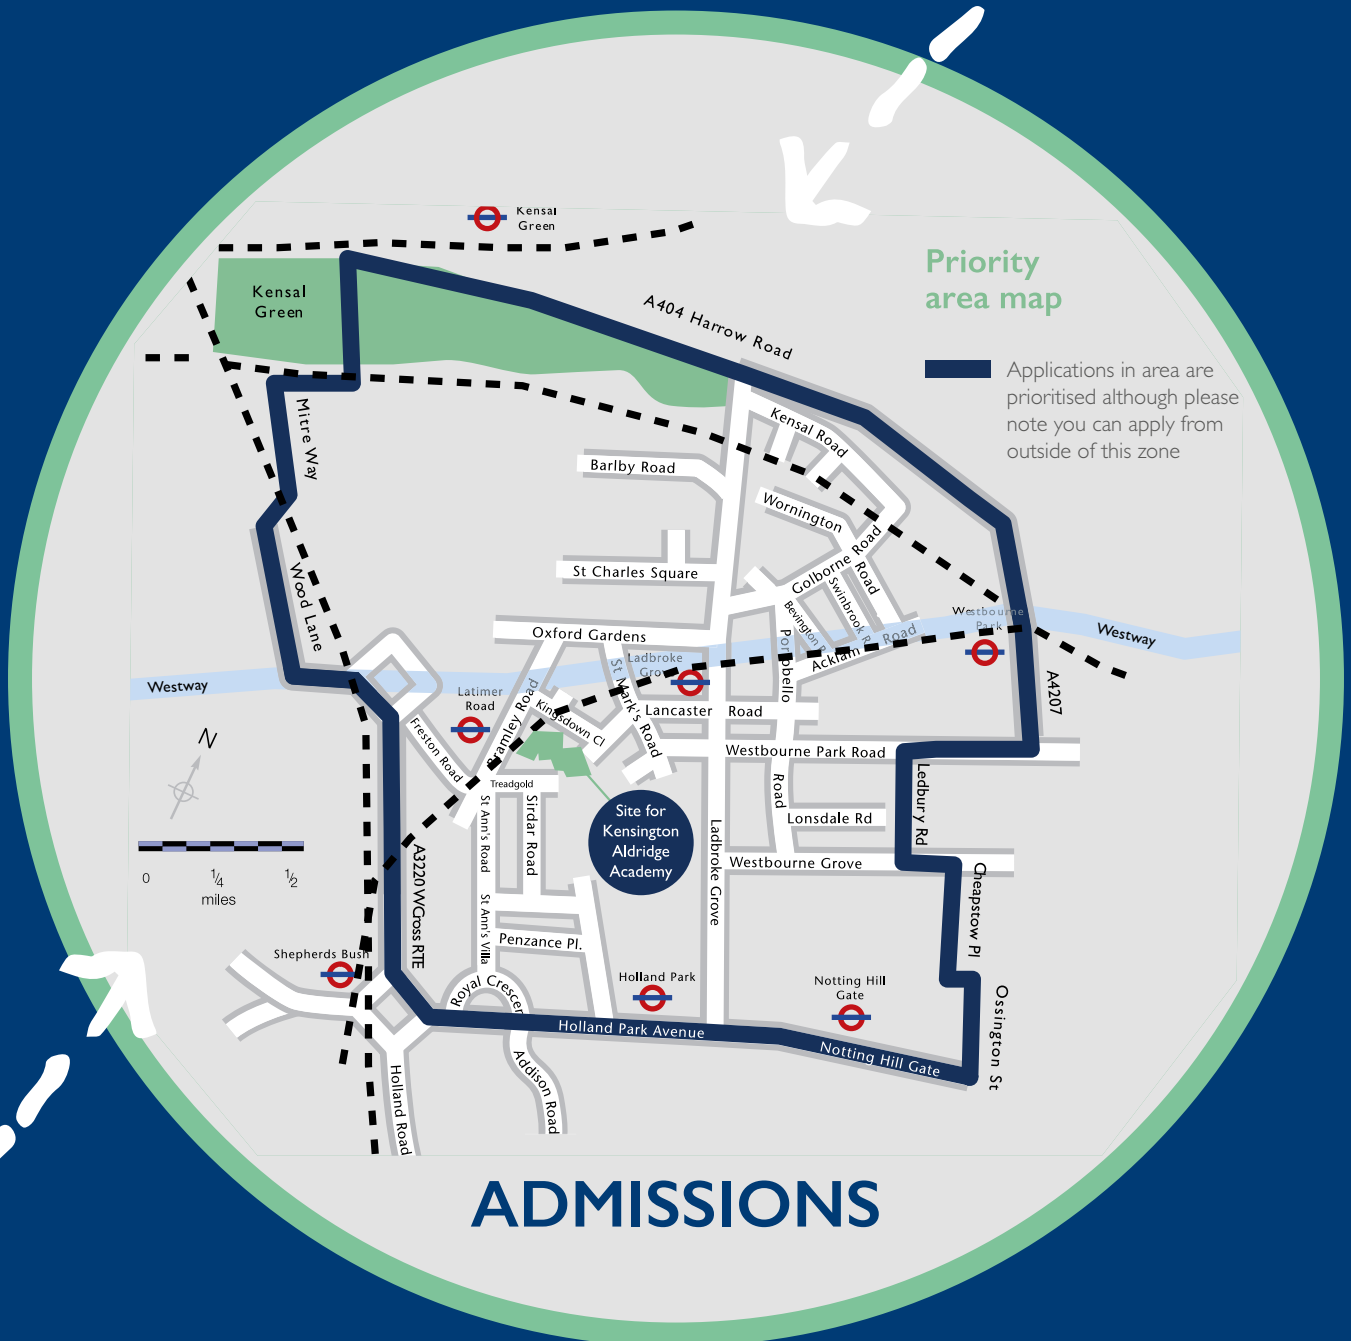 Kensal
Green
Priority
area map
Kensal
Green
A404 Harrow Road
Applications in area are
prioritised although please
note you can apply from
outside of this zone
Mitre Way
Kensal Road
Barlby Road
Wornington
Road
St Charles Square
Golborne Road
Swinbrook R
Bevington R
Wood Lane
Oxford Gardens
Westbourne
Park
Westway
Acklam Road
Portobello
Road
Ladbroke
Gro
St Mark's Road
Westway
Latimer
Road
Bramley Road
Kingsdown Cl
Lancaster Road
A4207
Freston Road
Westbourne Park Road
N
Treadgold
Ledbury Rd
Site for
Kensington
Aldridge
Academy
Sirdar Road
St Ann's Road
Lonsdale Rd
Ladbroke Grove
Westbourne Grove
A3220 WCross RTE
0
1/4
1/2
miles
Cheapstow Pl
St Ann's Villa
Penzance Pl.
Shepherds Bush
Royal Crescen
Holland Park
Notting Hill
Gate
Ossington St
Holland Park Avenue
Notting Hill Gate
Addison Road
Holland Road
ADMISSIONS